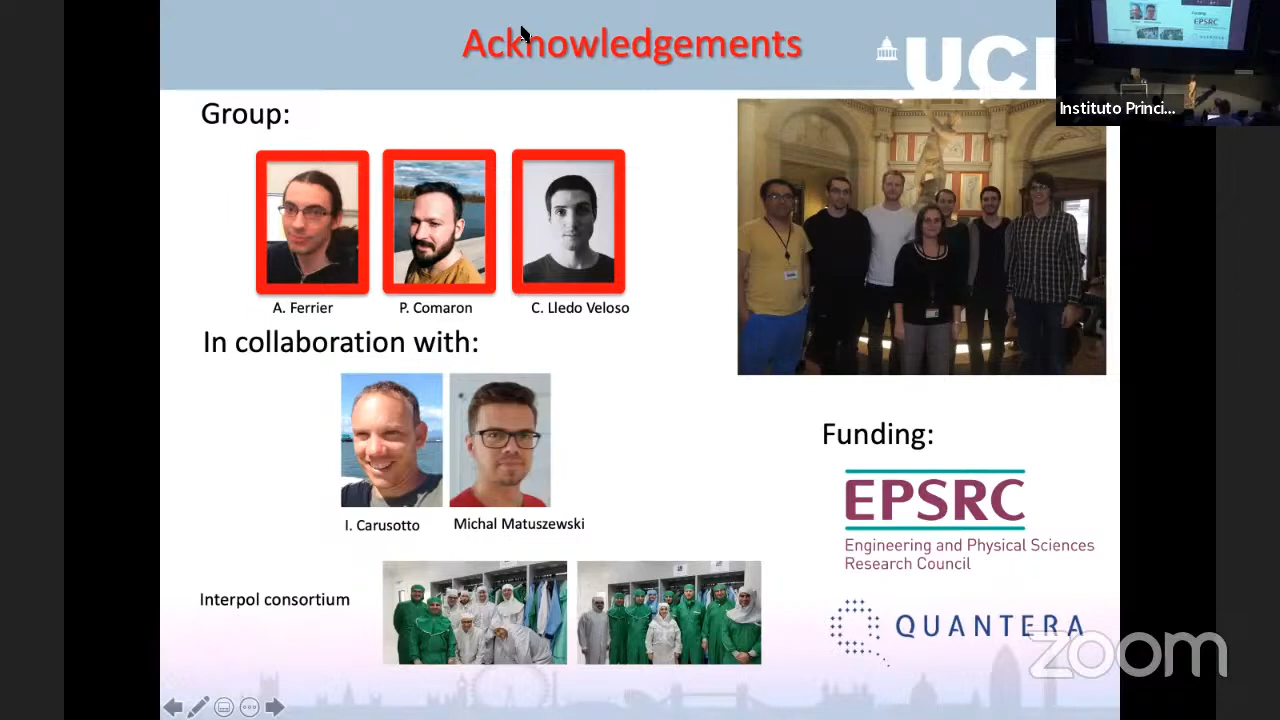 Acknowledgements
UCL
Instituto Princi...
Group:
A. Ferrier
P. Comaron
C. Lledo Veloso
In collaboration with:
I. Carusotto
Michal Matuszewski
Interpol consortium
Funding:
EPSRC
Engineering and Physical Sciences
Research Council
QUANTERA
zoom